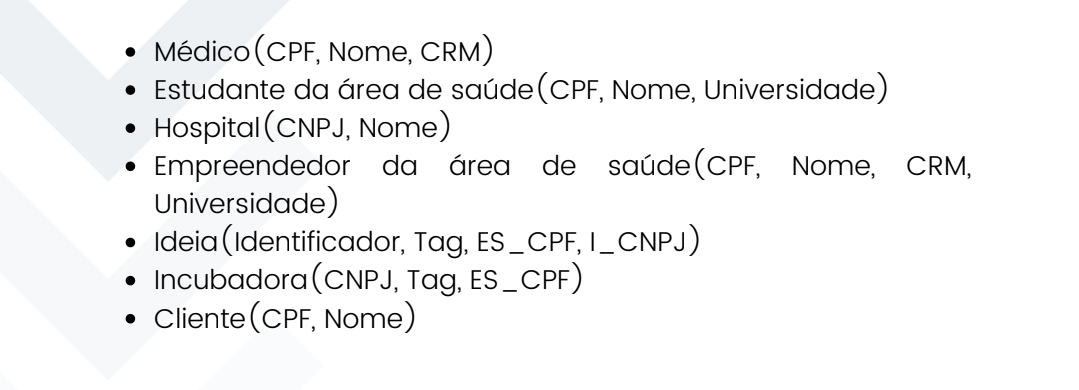 • Médico(CPF, Nome, CRM)
• Estudante da área de saúde(CPF, Nome, Universidade)
• Hospital(CNPJ, Nome)
• Empreendedor da área de saúde(CPF, Nome, CRM,
Universidade)
• Ideia(Identificador, Tag, ES_CPF, I_CNPJ)
• Incubadora(CNPJ, Tag, ES_CPF)
• Cliente(CPF, Nome)